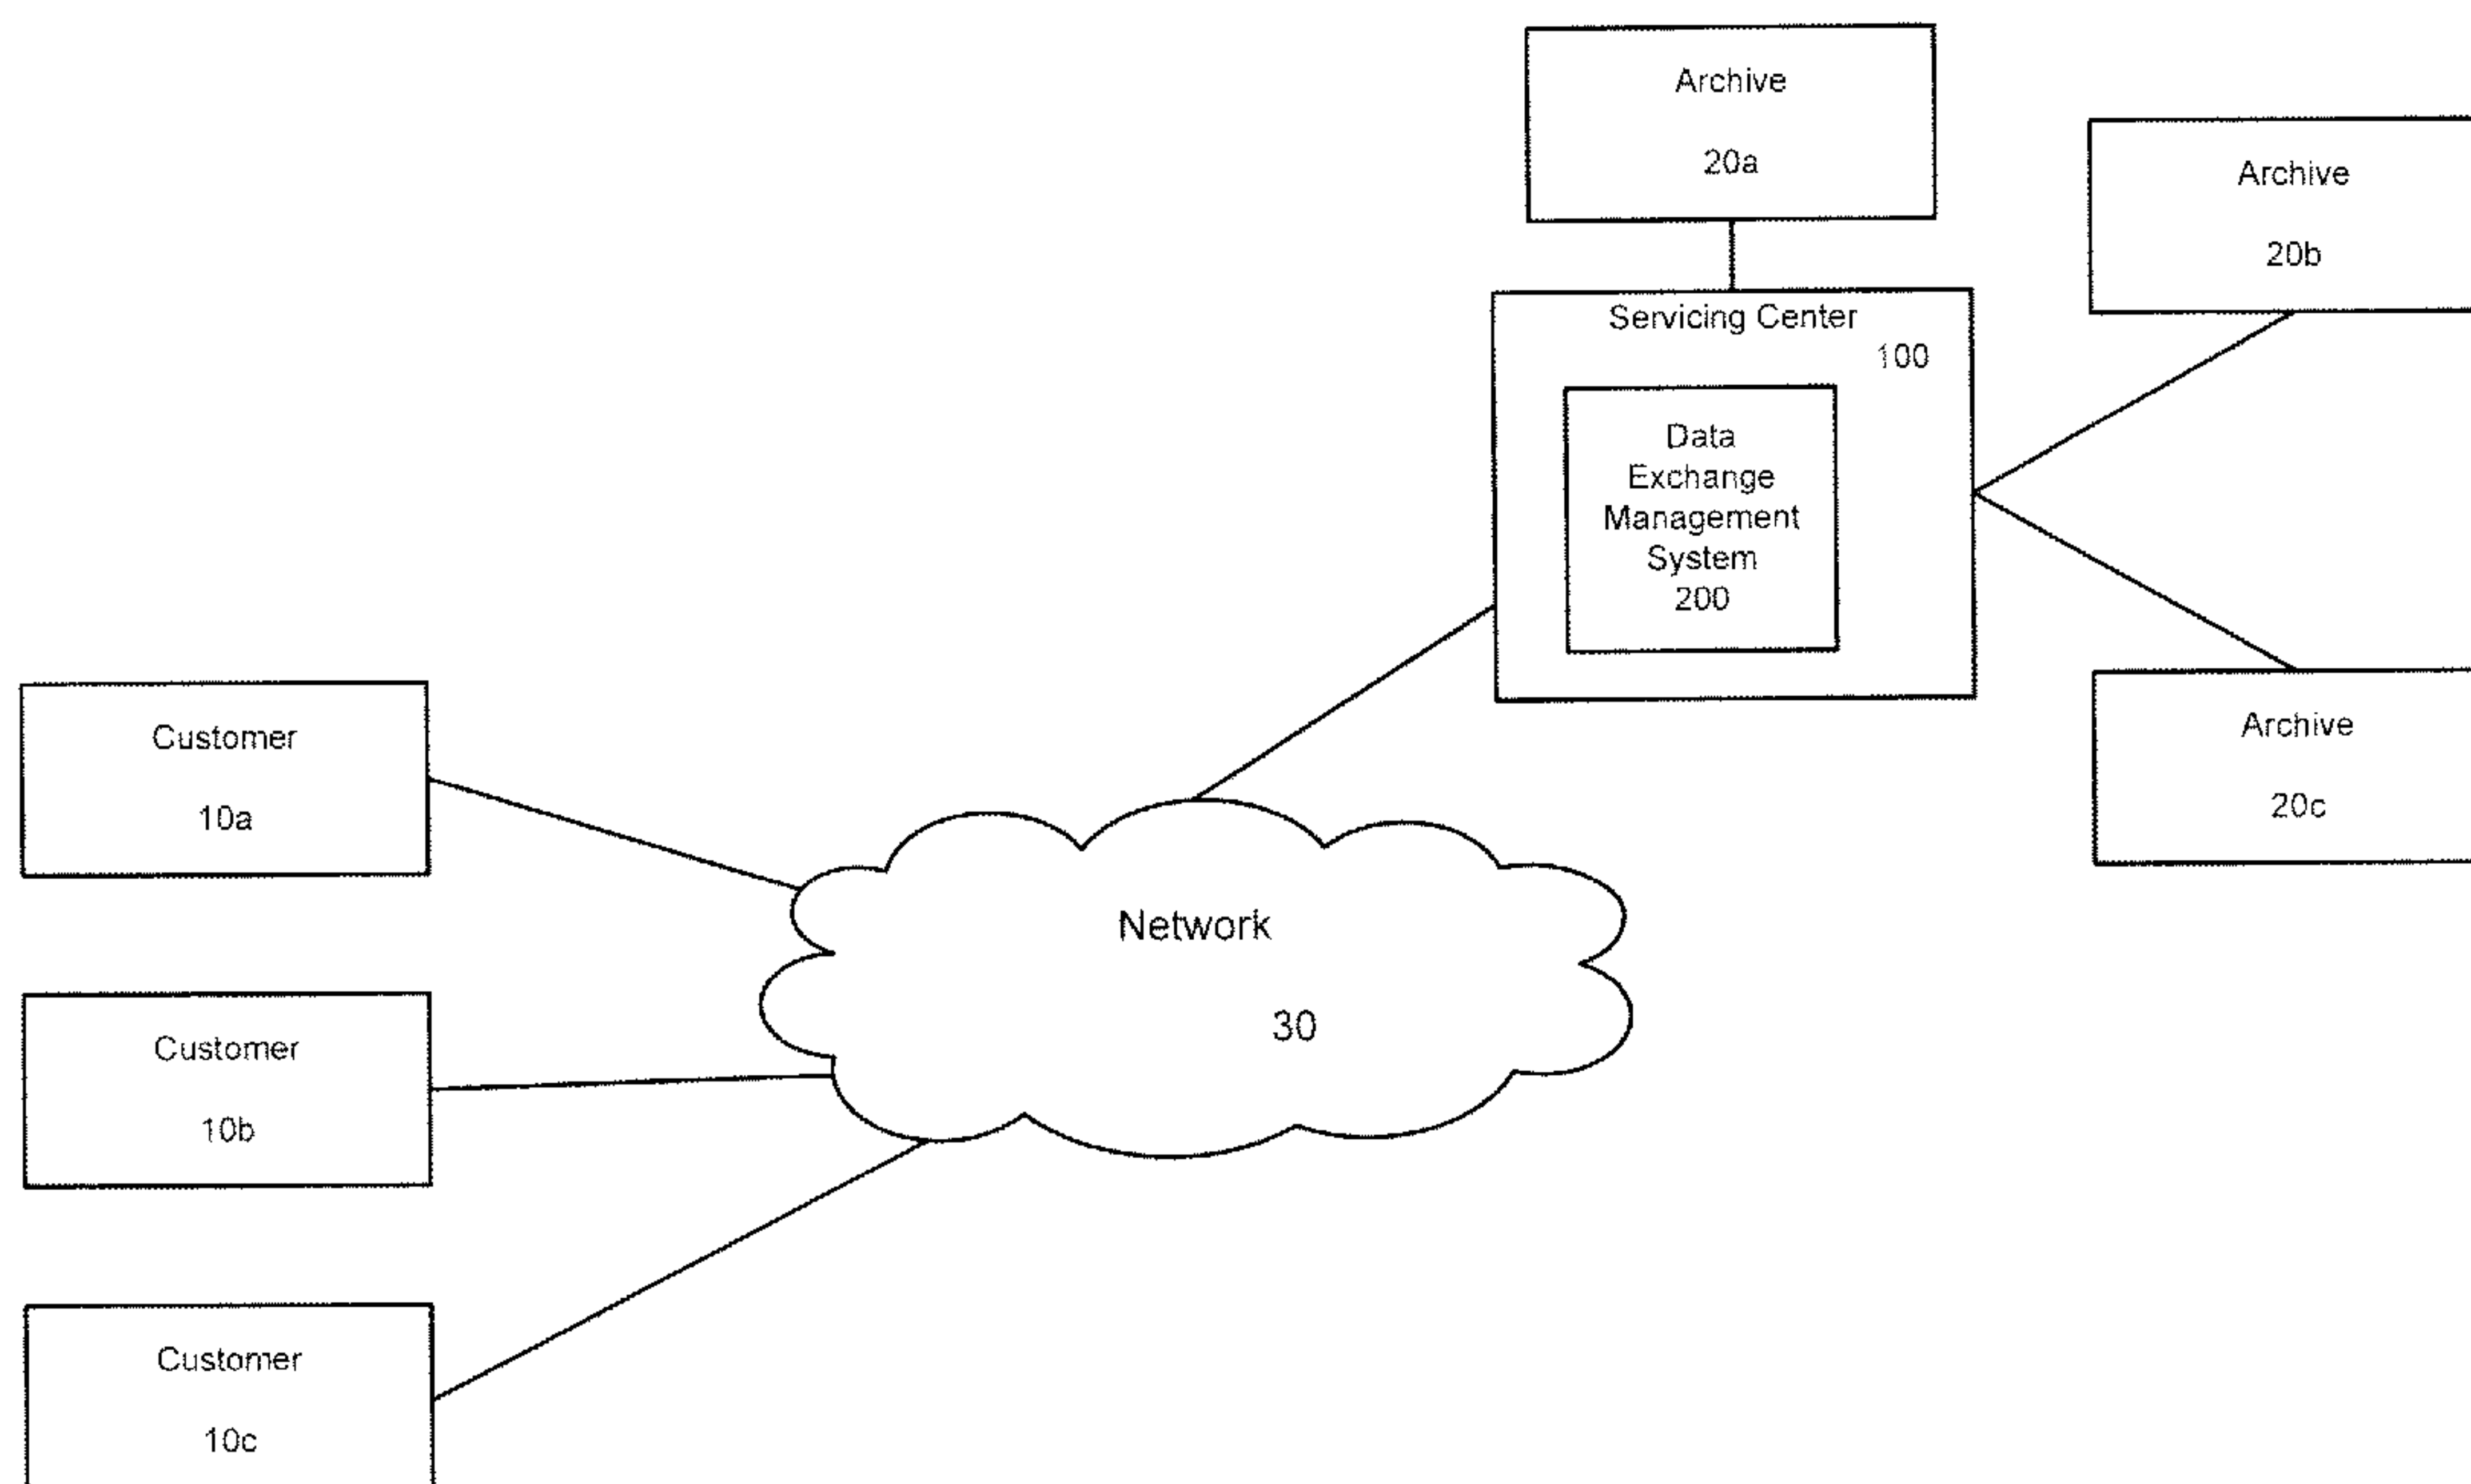 Archive
20a
Archive
20b
Servicing Center
100
Data
Exchange
Management
System
200
Archive
20c
Customer
10a
Network
30
Customer
10b
Customer
10c